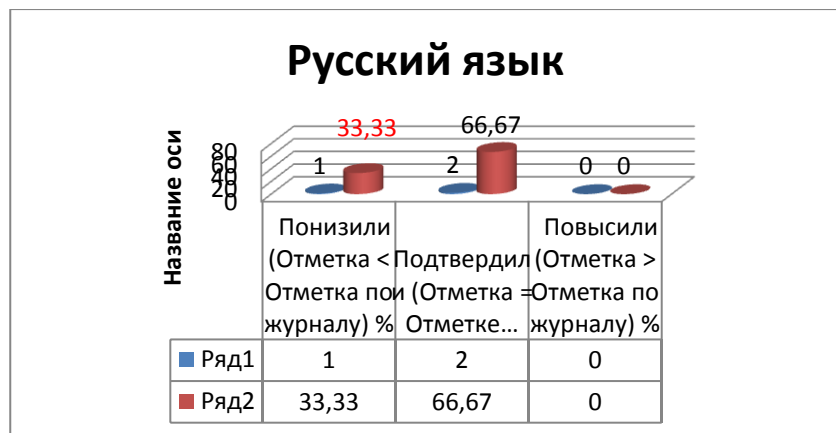 Русский язык
Название оси
80
60
40
20
0
1
33,33
2
66,67
0
0
Понизили
(Отметка <
Отметка по
журналу) %
Подтвердил
и (Отметка =
Отметке…
Повысили
(Отметка >
Отметка по
журналу) %
Ряд1 1 2 0
Ряд2 33,33 66,67 0